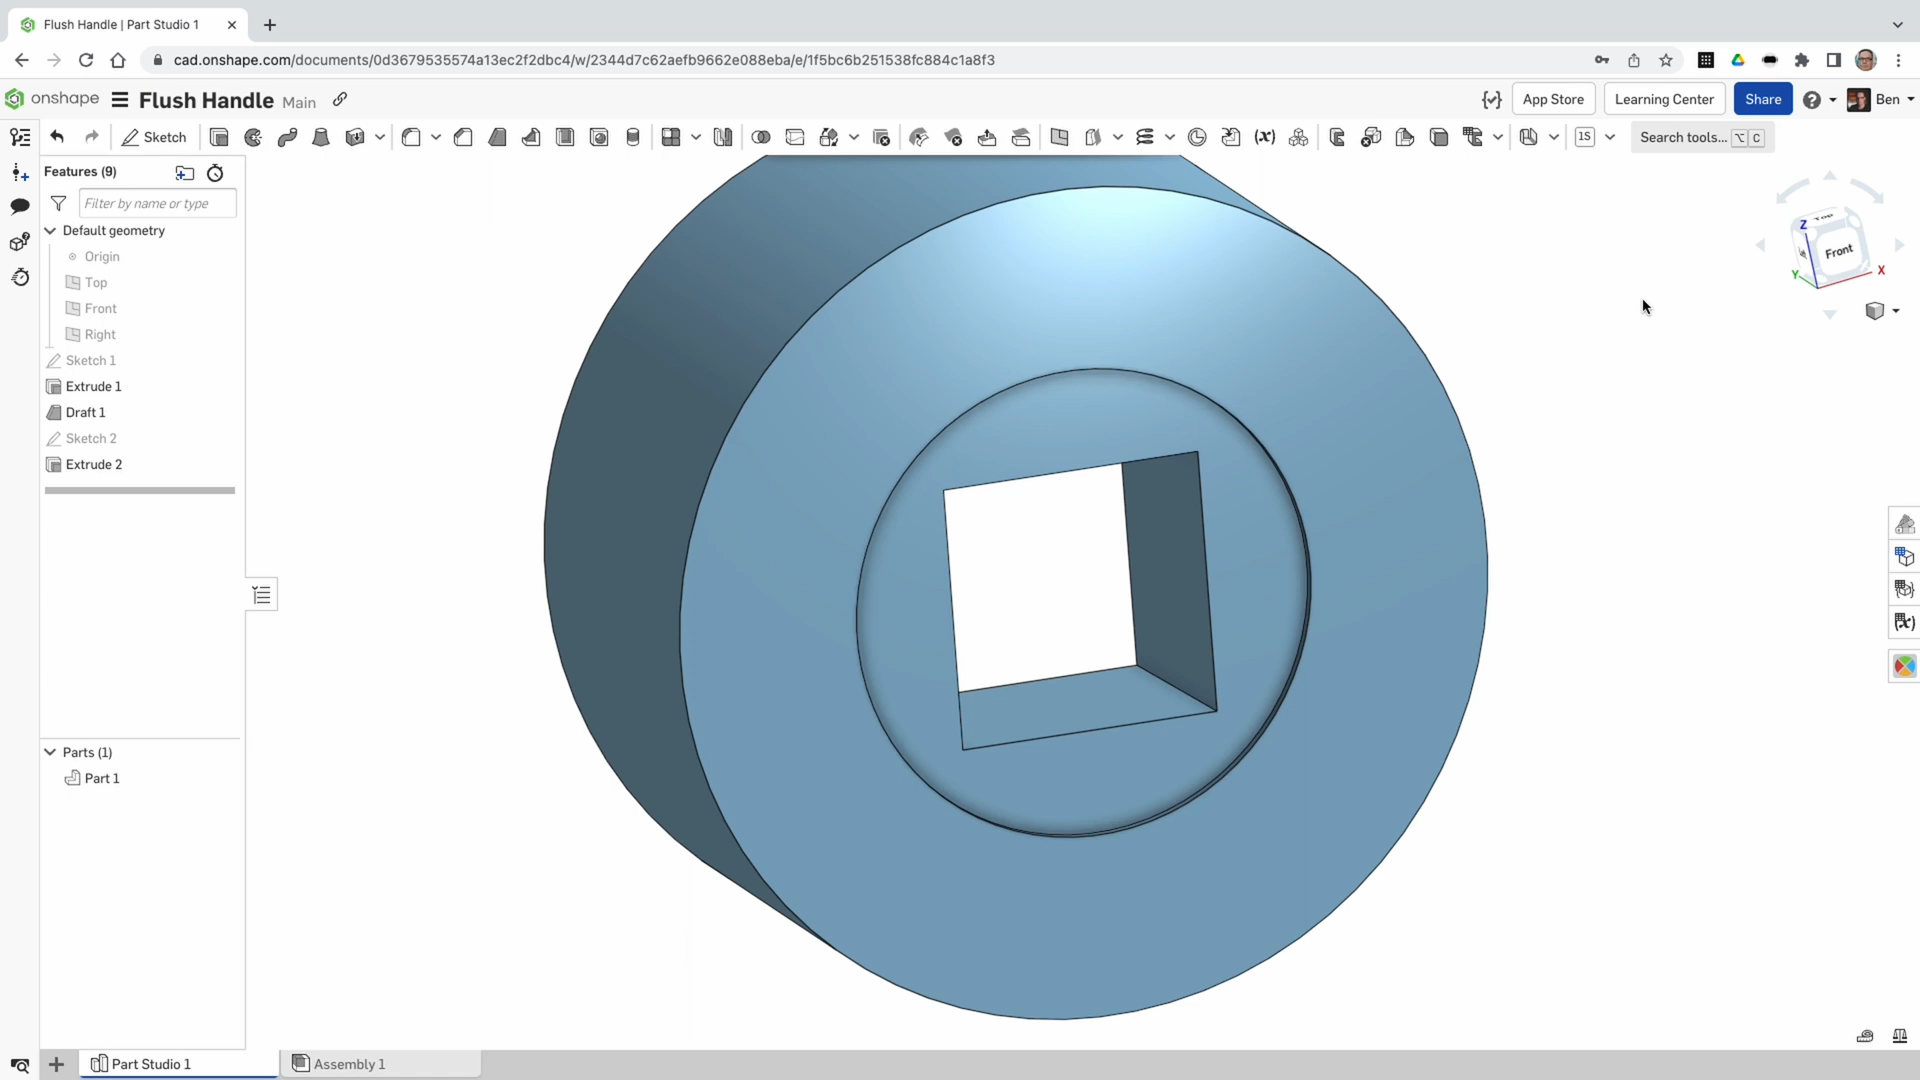 Flush Handle | Part Studio 1
cad.onshape.com/documents/0d3679535574a13ec2f2dbc4/w/2344d7c62aefb9662e088eba/e/1f5bc6b251538fc884c1a8f3
onshape Flush Handle Main App Store Learning Center Share Ben
Sketch (x) 1S Search tools... ⌥ C
Features (9)
Filter by name or type
Default geometry
Origin
Top
Front
Right
Sketch 1
Extrude 1
Draft 1
Sketch 2
Extrude 2
Parts (1)
Part 1
Top
Z
Front
Y
X
(x)
Part Studio 1 Assembly 1